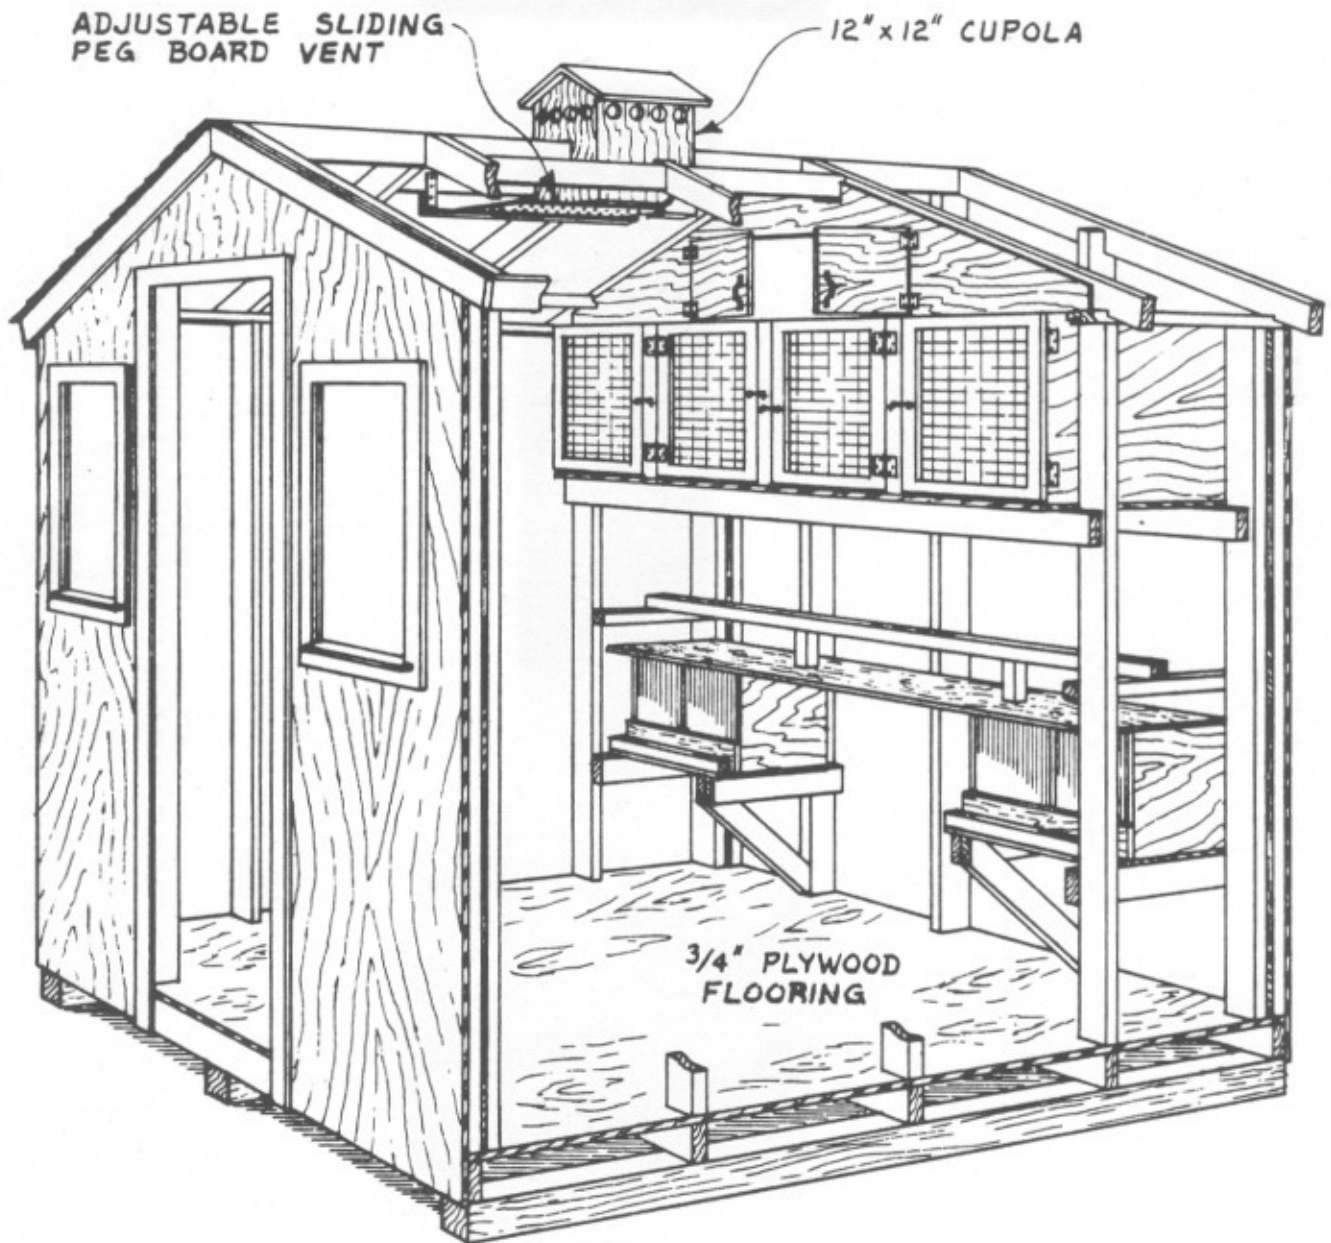 ADJUSTABLE SLIDING
PEG BOARD VENT
12" x 12" CUPOLA
3/4" PLYWOOD
FLOORING